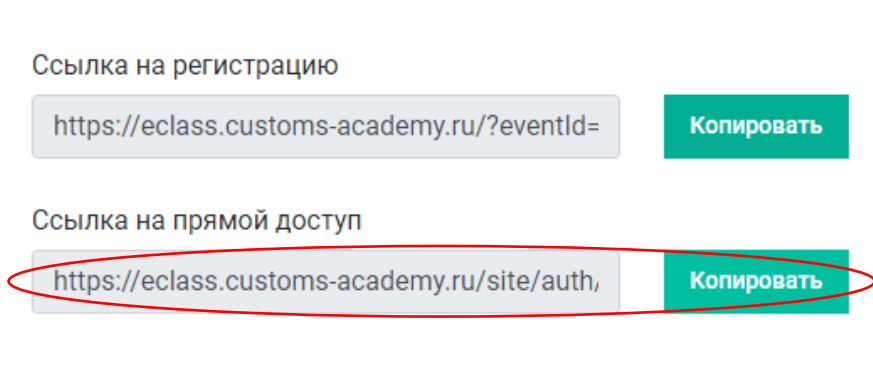 Ссылка на регистрацию
https://eclass.customs-academy.ru/?eventId= Копировать
Ссылка на прямой доступ
https://eclass.customs-academy.ru/site/auth, Копировать